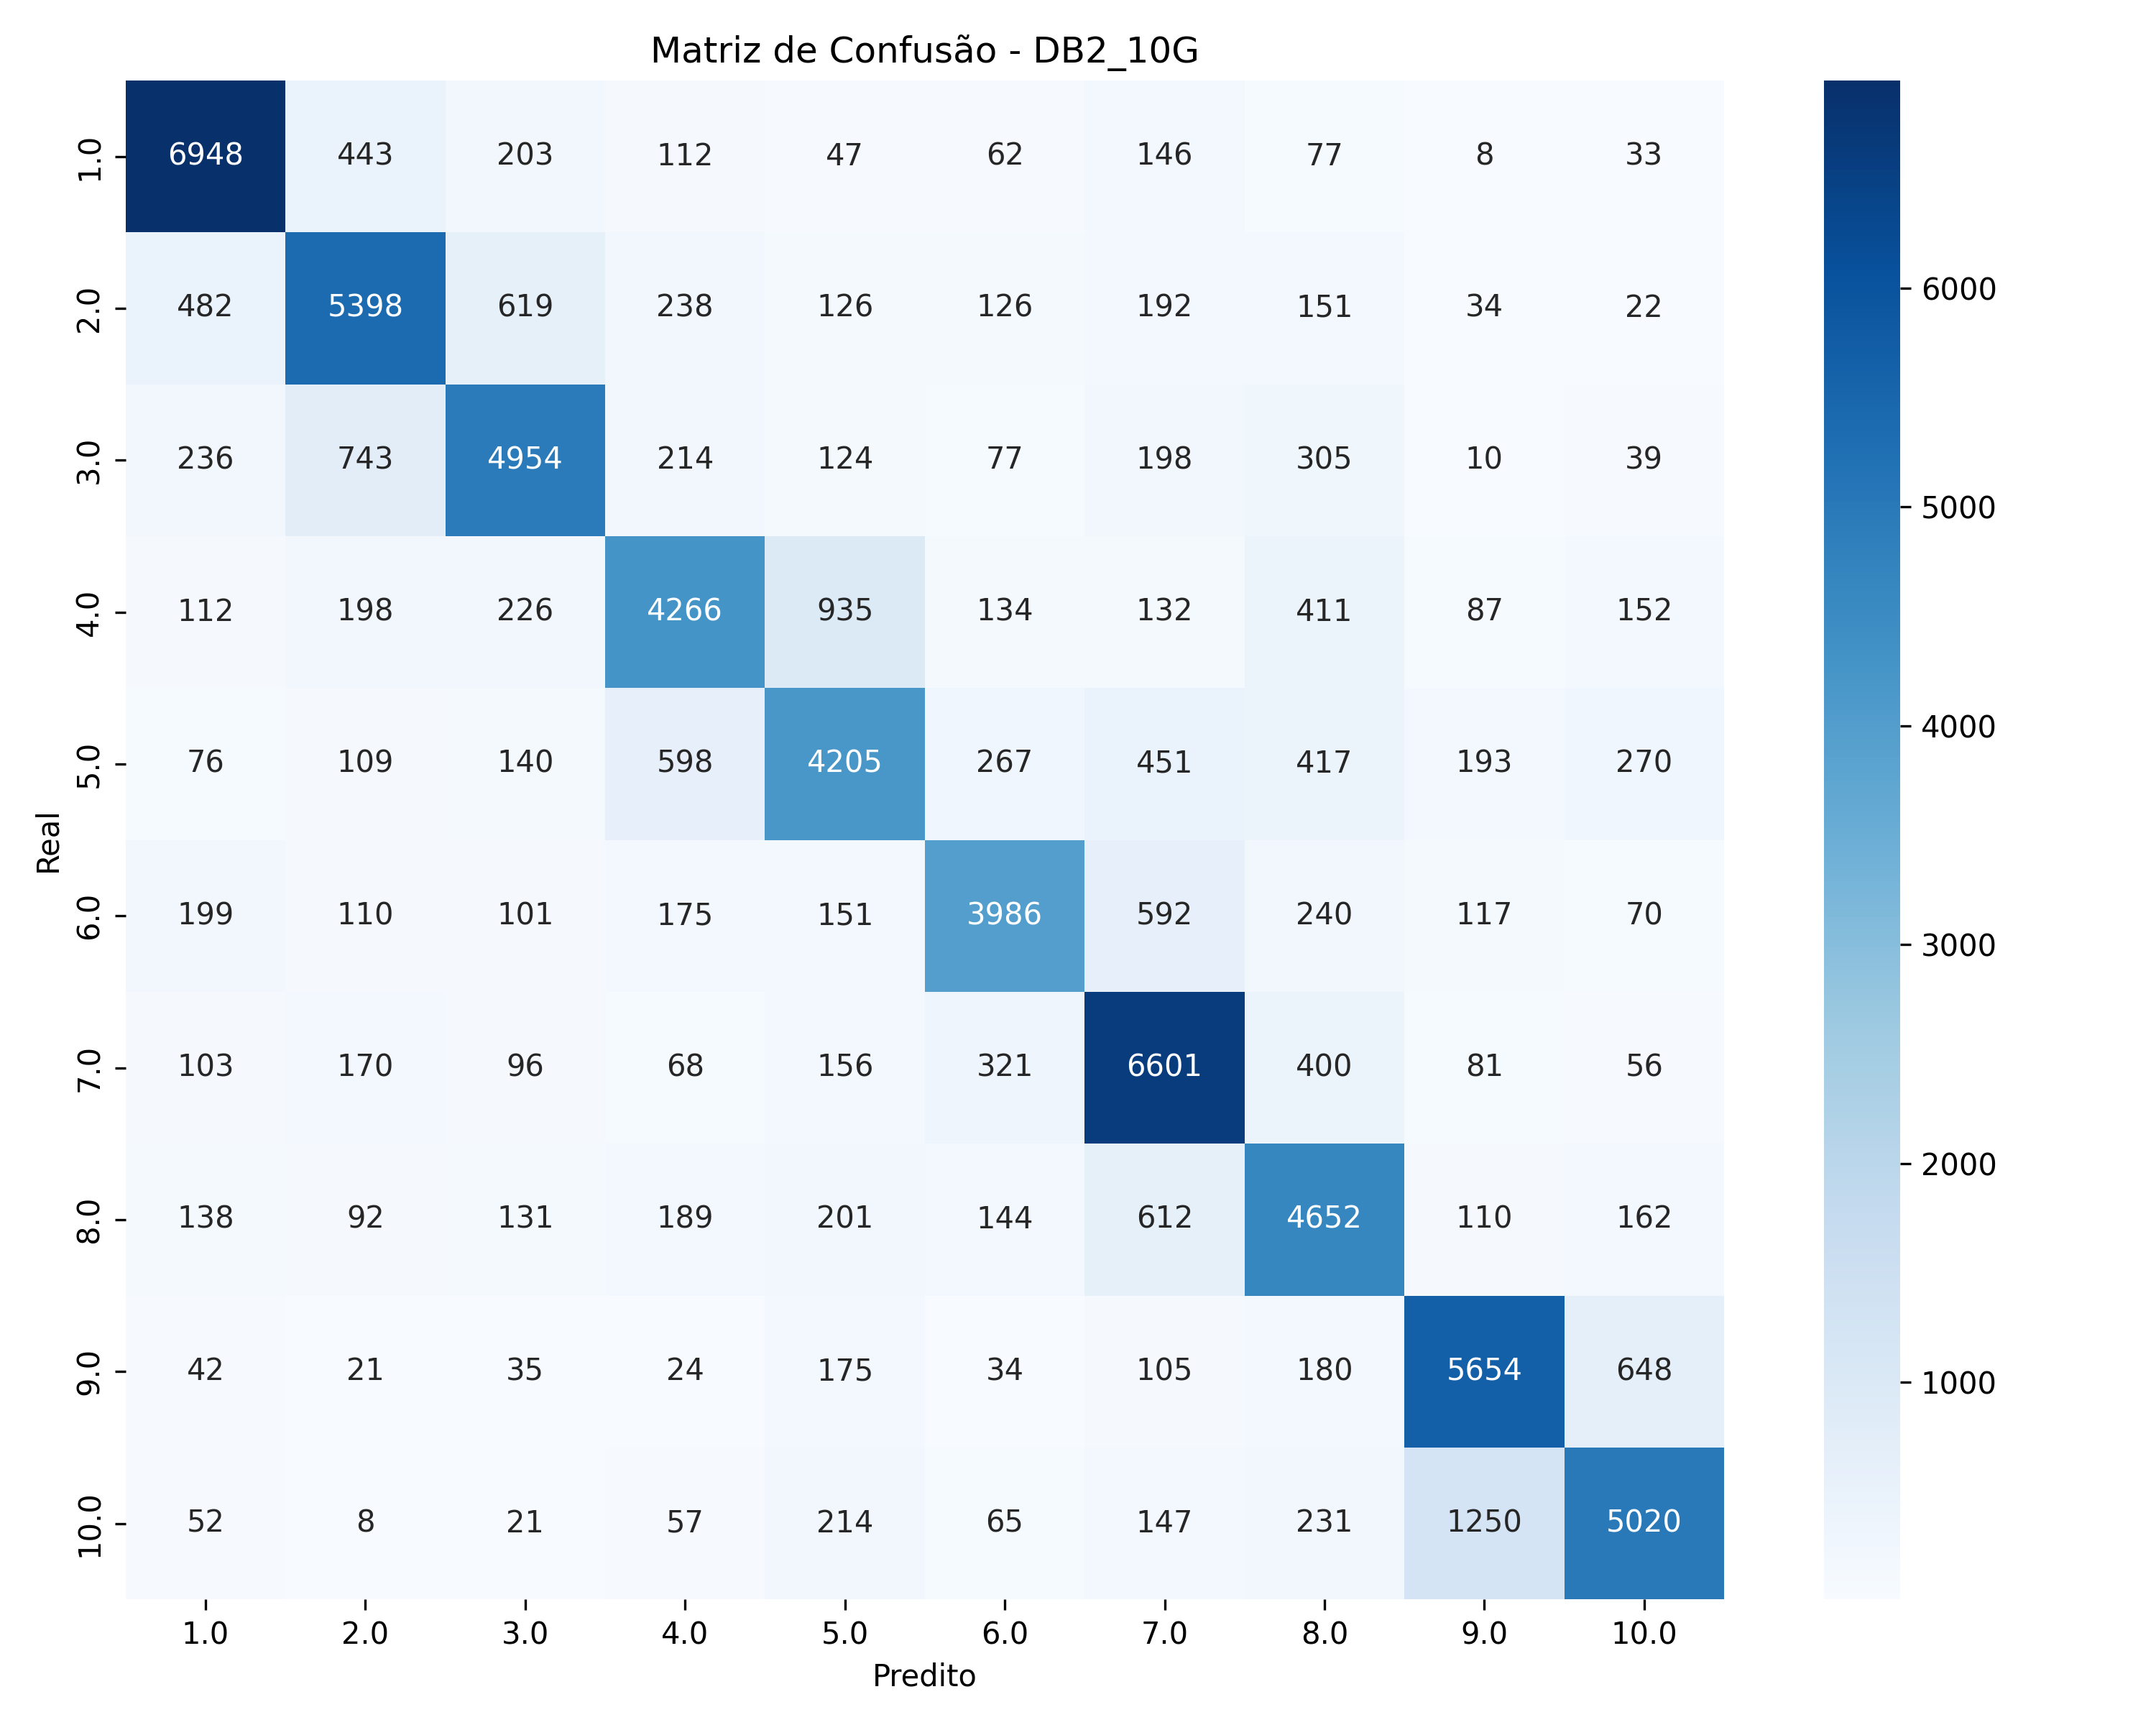 Matriz de Confusão - DB2_10G
1.0 6948 443 203 112 47 62 146 77 8 33
2.0 482 5398 619 238 126 126 192 151 34 22
3.0 236 743 4954 214 124 77 198 305 10 39
4.0 112 198 226 4266 935 134 132 411 87 152
5.0 76 109 140 598 4205 267 451 417 193 270
6.0 199 110 101 175 151 3986 592 240 117 70
7.0 103 170 96 68 156 321 6601 400 81 56
8.0 138 92 131 189 201 144 612 4652 110 162
9.0 42 21 35 24 175 34 105 180 5654 648
10.0 52 8 21 57 214 65 147 231 1250 5020
1.0 2.0 3.0 4.0 5.0 6.0 7.0 8.0 9.0 10.0
Predito
Real
6000
5000
4000
3000
2000
1000